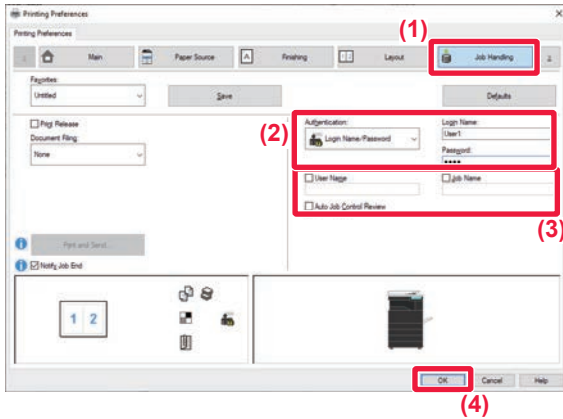 Printing Preferences
Printing Preferences
(1)
Main
Paper Source
Finishing
Layout
Job Handling
Favorites:
Untitled
Save
Defaults
Print Release
Document Filing:
None
(2)
Authentication:
Login Name/Password
Login Name:
User1
Password:
••••
User Name
Job Name
Auto Job Control Review
(3)
Print and Send...
Notify Job End
1 2
OK
Cancel
Help
(4)